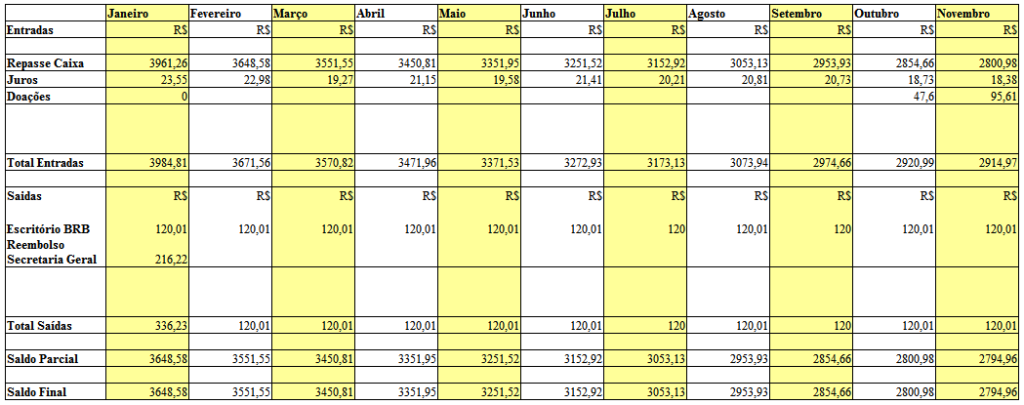 Janeiro Fevereiro Março Abril Maio Junho Julho Agosto Setembro Outubro Novembro
Entradas R$ R$ R$ R$ R$ R$ R$ R$ R$ R$ R$
Repasse Caixa 3961,26 3648,58 3551,55 3450,81 3351,95 3251,52 3152,92 3053,13 2953,93 2854,66 2800,98
Juros 23,55 22,98 19,27 21,15 19,58 21,41 20,21 20,81 20,73 18,73 18,38
Doações 0 47,6 95,61
Total Entradas 3984,81 3671,56 3570,82 3471,96 3371,53 3272,93 3173,13 3073,94 2974,66 2920,99 2914,97
Saídas R$ R$ R$ R$ R$ R$ R$ R$ R$ R$ R$
Escritório BRB 120,01 120,01 120,01 120,01 120,01 120,01 120 120,01 120 120,01 120,01
Reembolso
Secretaria Geral 216,22
Total Saídas 336,23 120,01 120,01 120,01 120,01 120,01 120 120,01 120 120,01 120,01
Saldo Parcial 3648,58 3551,55 3450,81 3351,95 3251,52 3152,92 3053,13 2953,93 2854,66 2800,98 2794,96
Saldo Final 3648,58 3551,55 3450,81 3351,95 3251,52 3152,92 3053,13 2953,93 2854,66 2800,98 2794,96